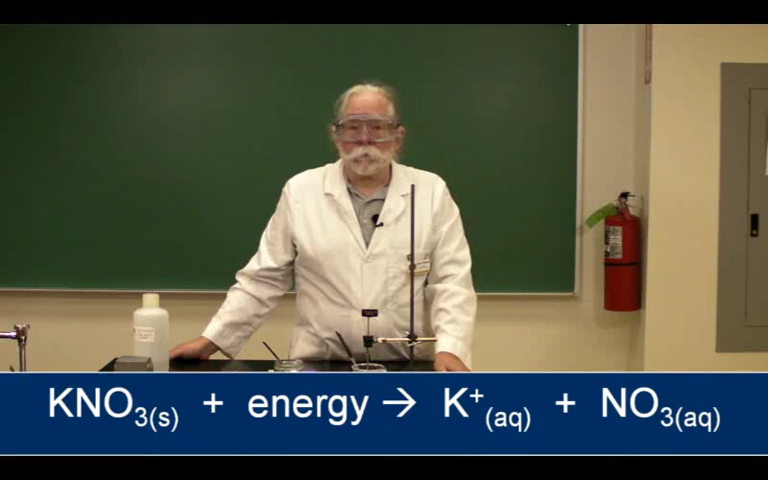 KNO₃₍s₎ + energy → K⁺₍aq₎ + NO₃₍aq₎